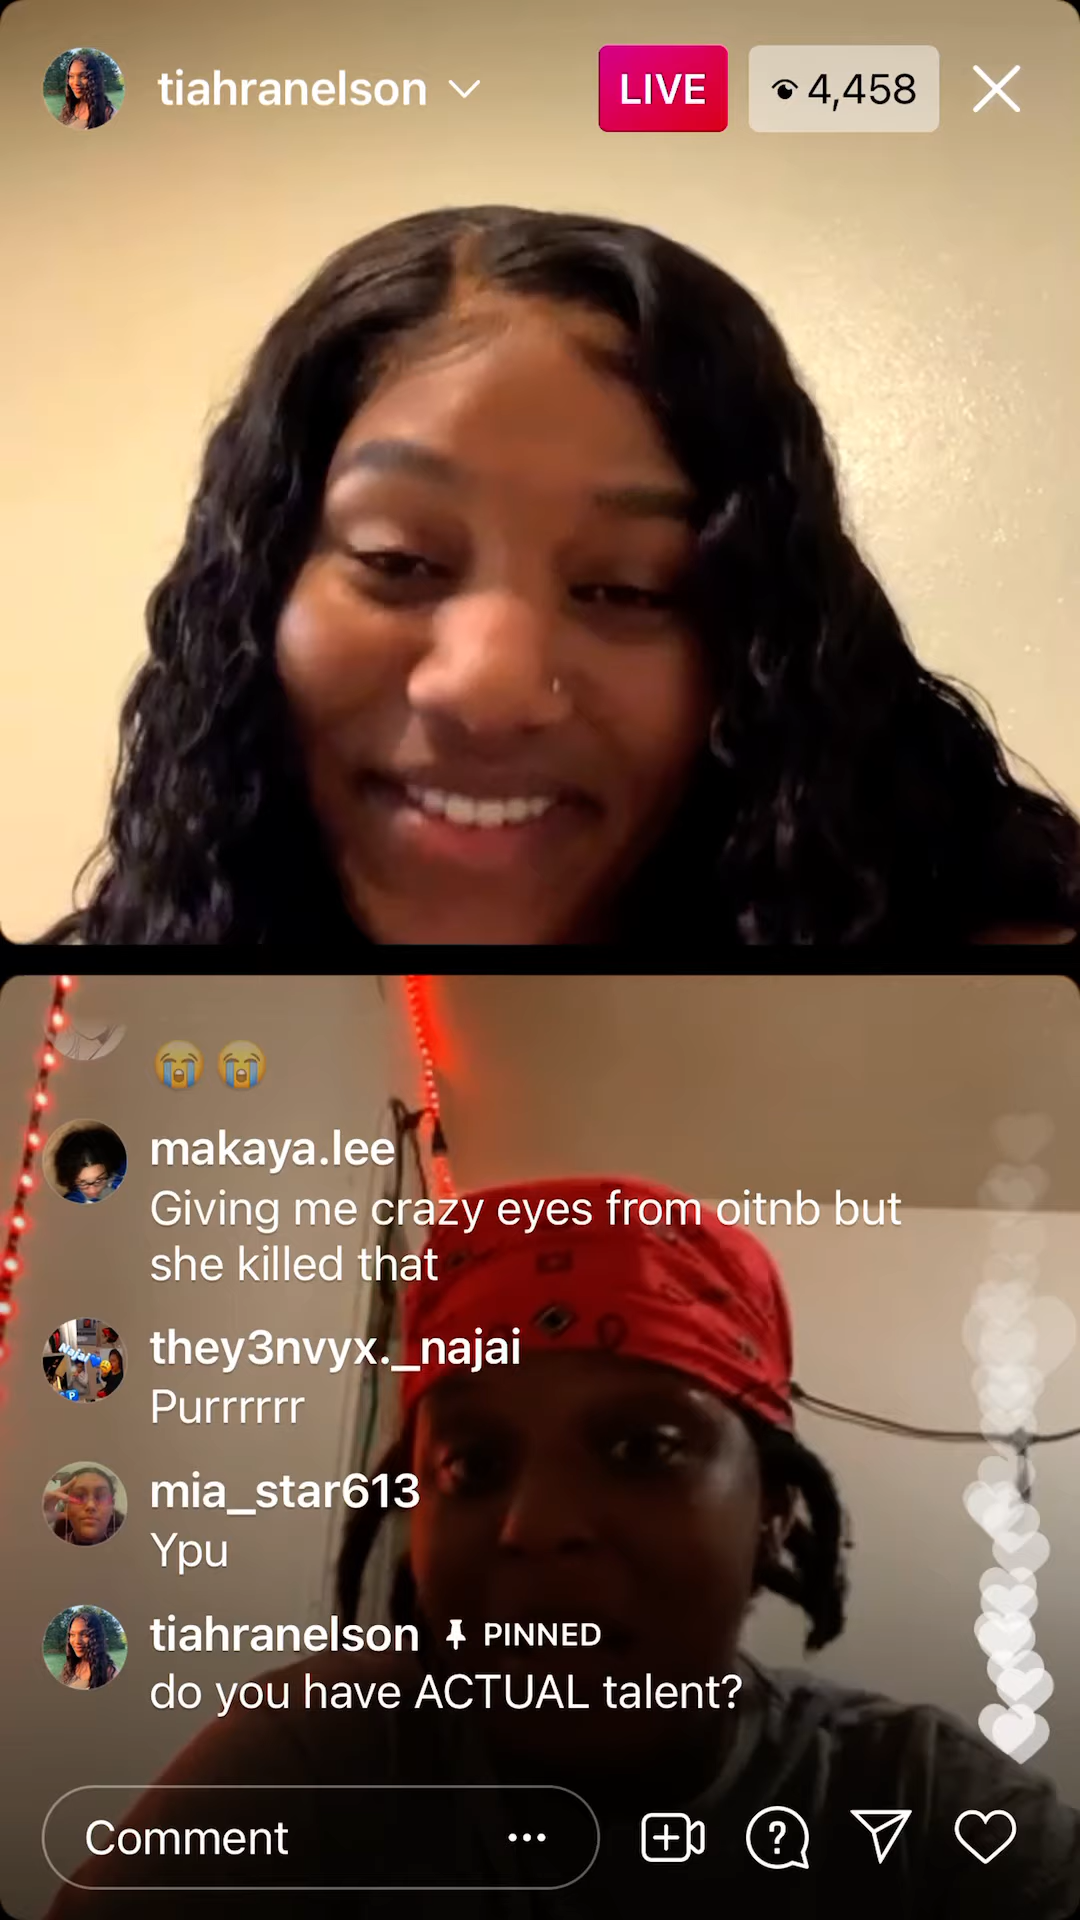 tiahranelson
LIVE
4,458
makaya.lee
Giving me crazy eyes from oitnb but
she killed that
they3nvyx._najai
Purrrrrr
mia_star613
Ypu
tiahranelson PINNED
do you have ACTUAL talent?
Comment